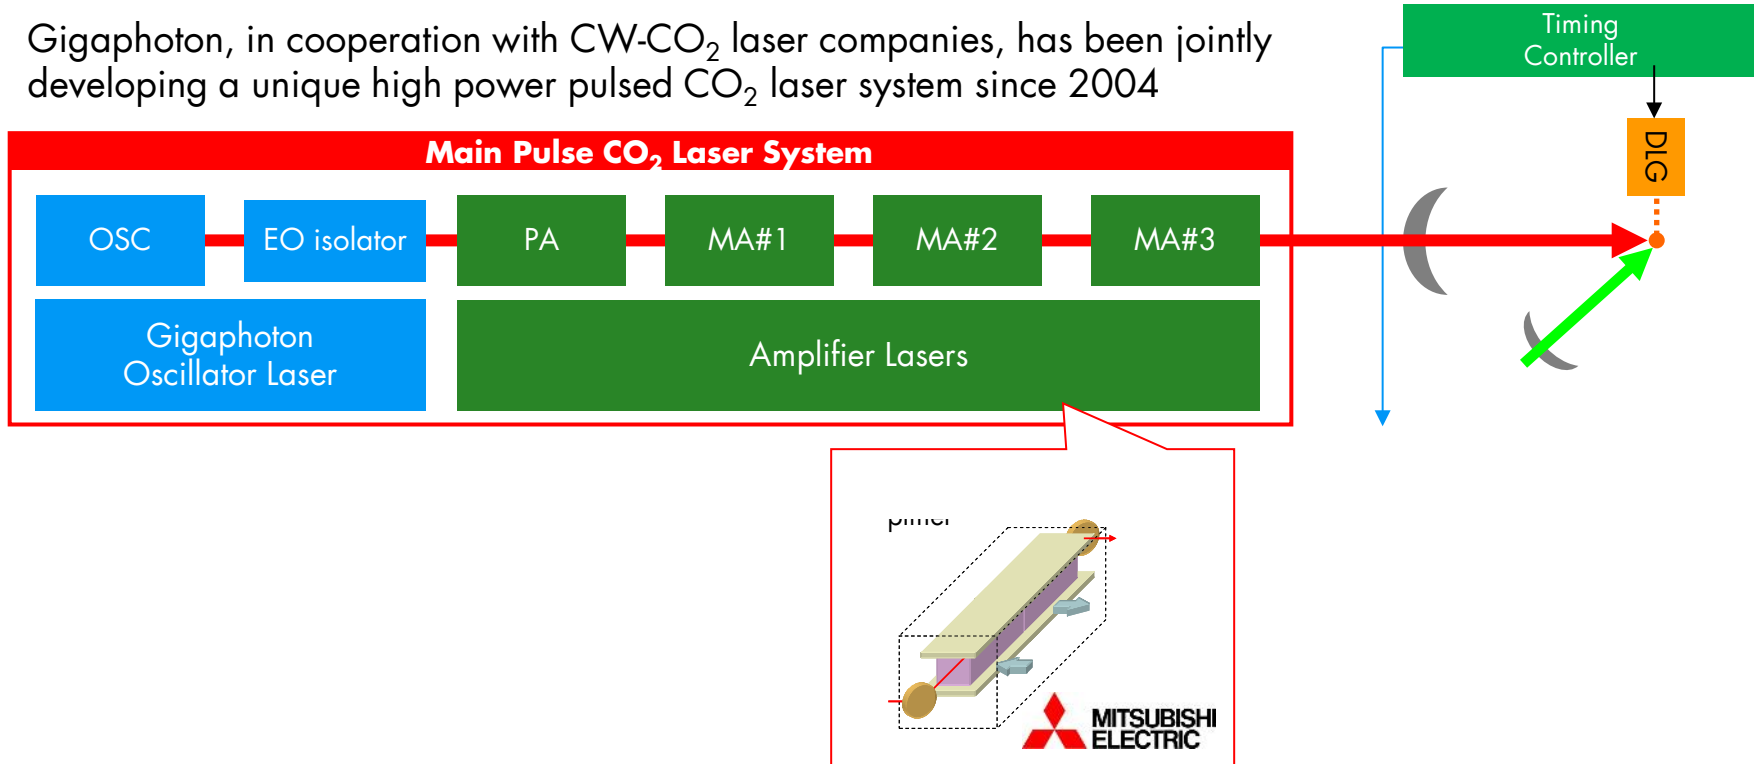 Gigaphoton, in cooperation with CW-CO₂ laser companies, has been jointly
developing a unique high power pulsed CO₂ laser system since 2004
Timing
Controller
DLG
Main Pulse CO₂ Laser System
OSC
EO isolator
PA
MA#1
MA#2
MA#3
Gigaphoton
Oscillator Laser
Amplifier Lasers
MITSUBISHI
ELECTRIC